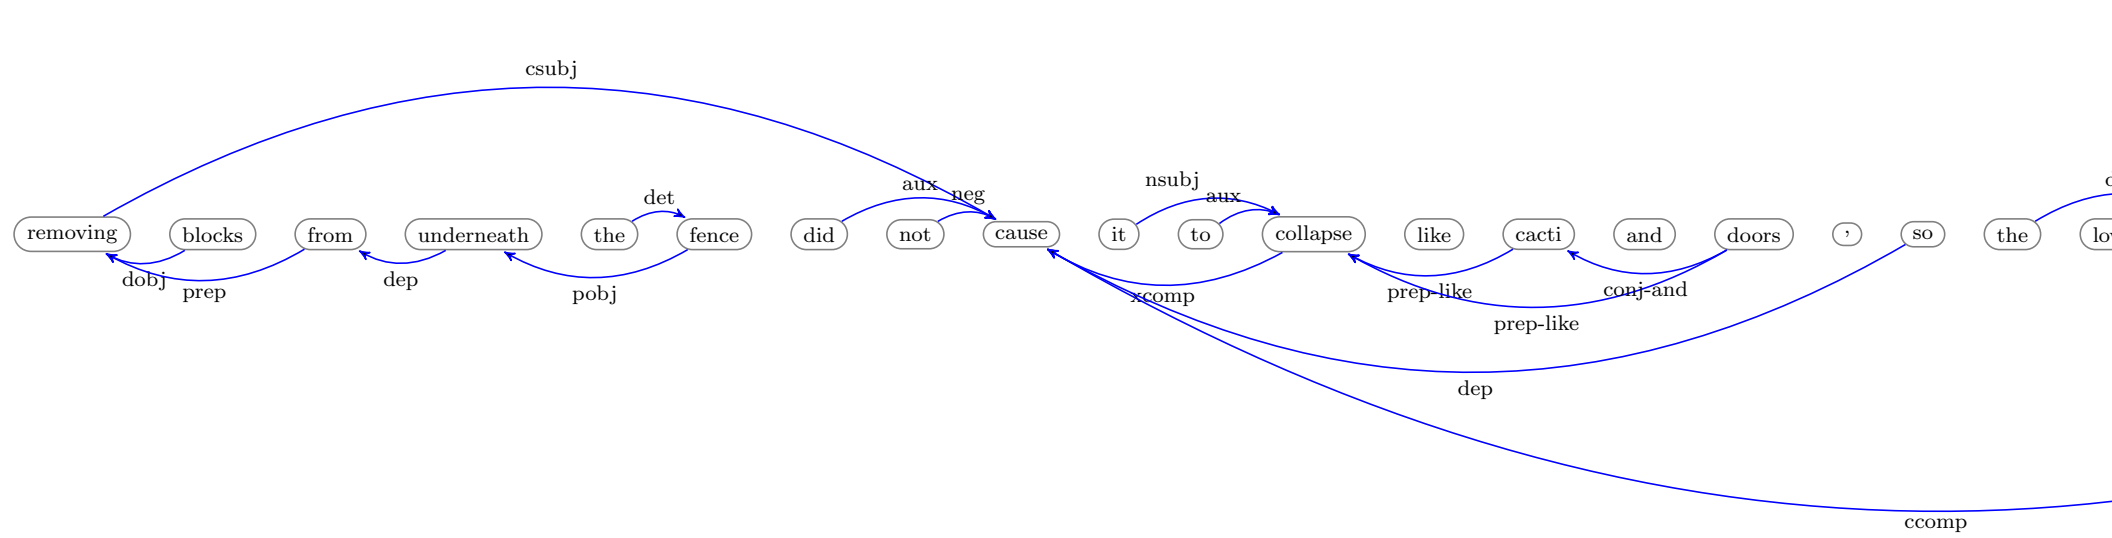 csubj
nsubj
aux neg aux
det
removing blocks from underneath the fence did not cause it to collapse like cacti and doors , so the
dobj prep dep pobj xcomp prep-like conj-and
prep-like
dep
ccomp